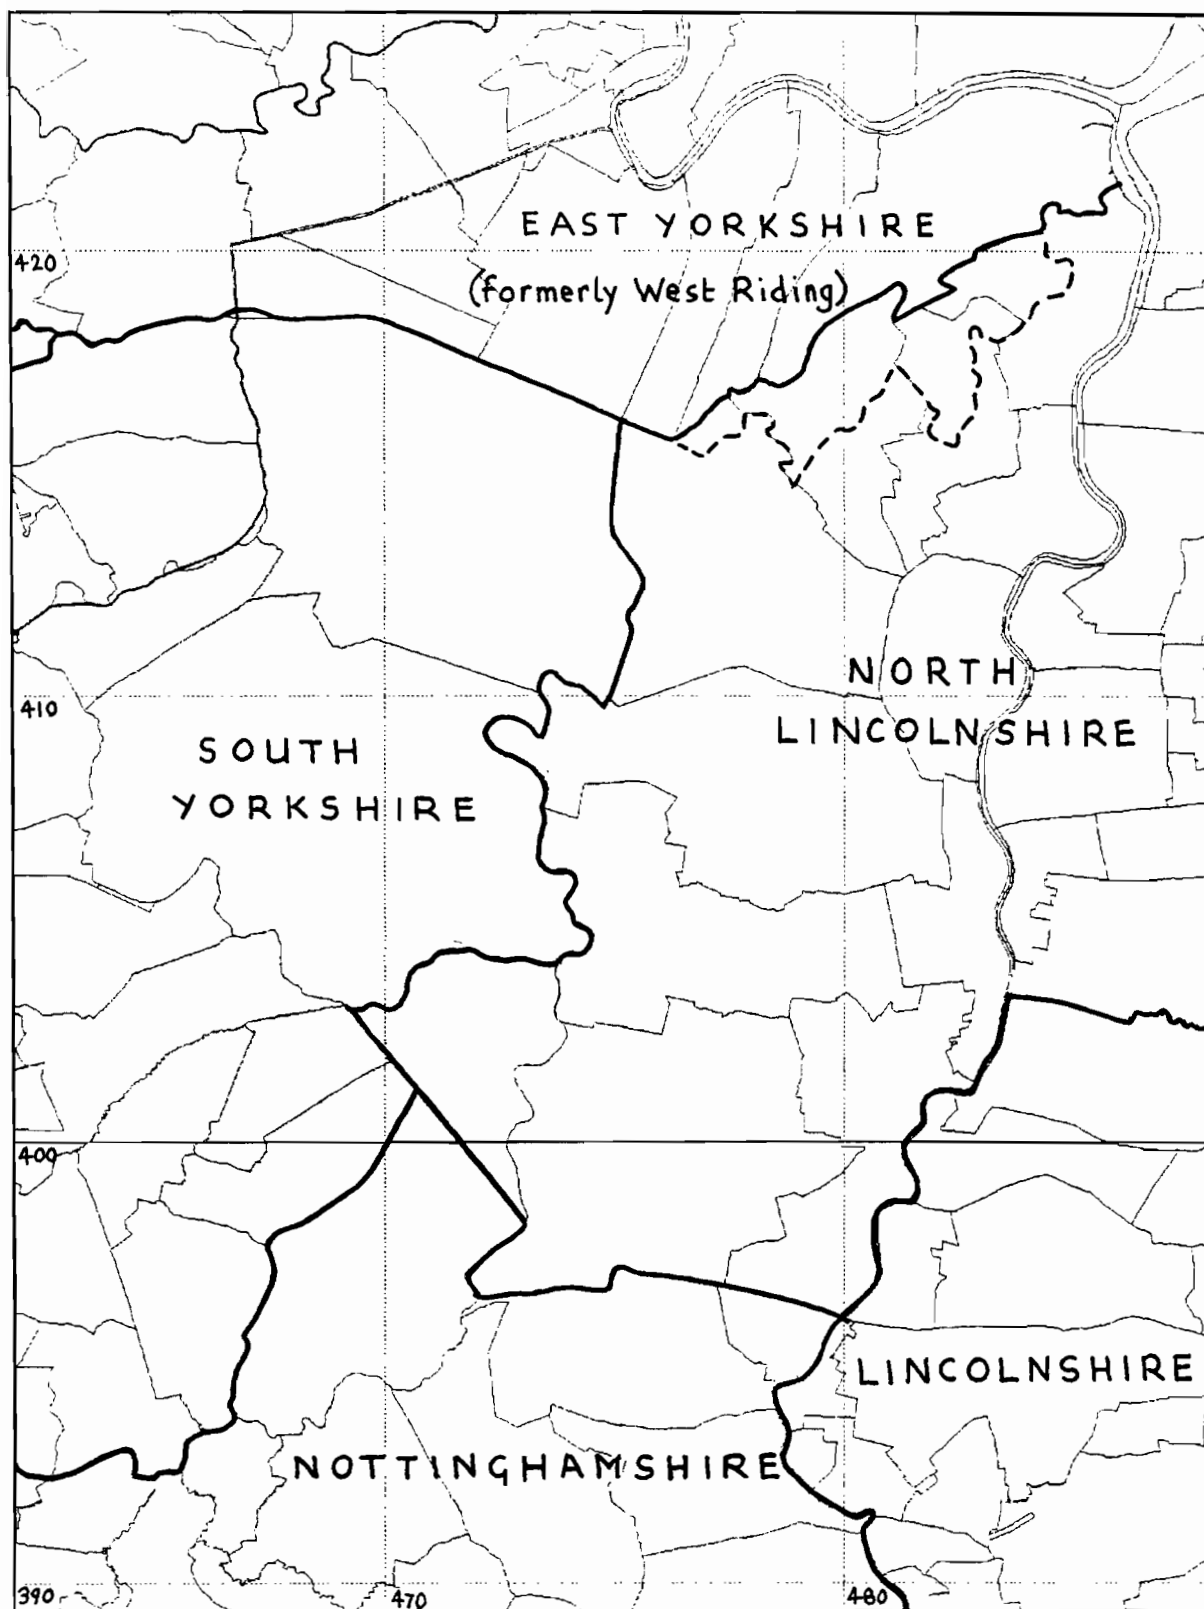 EAST YORKSHIRE
420
(formerly West Riding)
NORTH
410
LINCOLNSHIRE
SOUTH
YORKSHIRE
400
LINCOLNSHIRE
NOTTINGHAMSHIRE
390
470
480